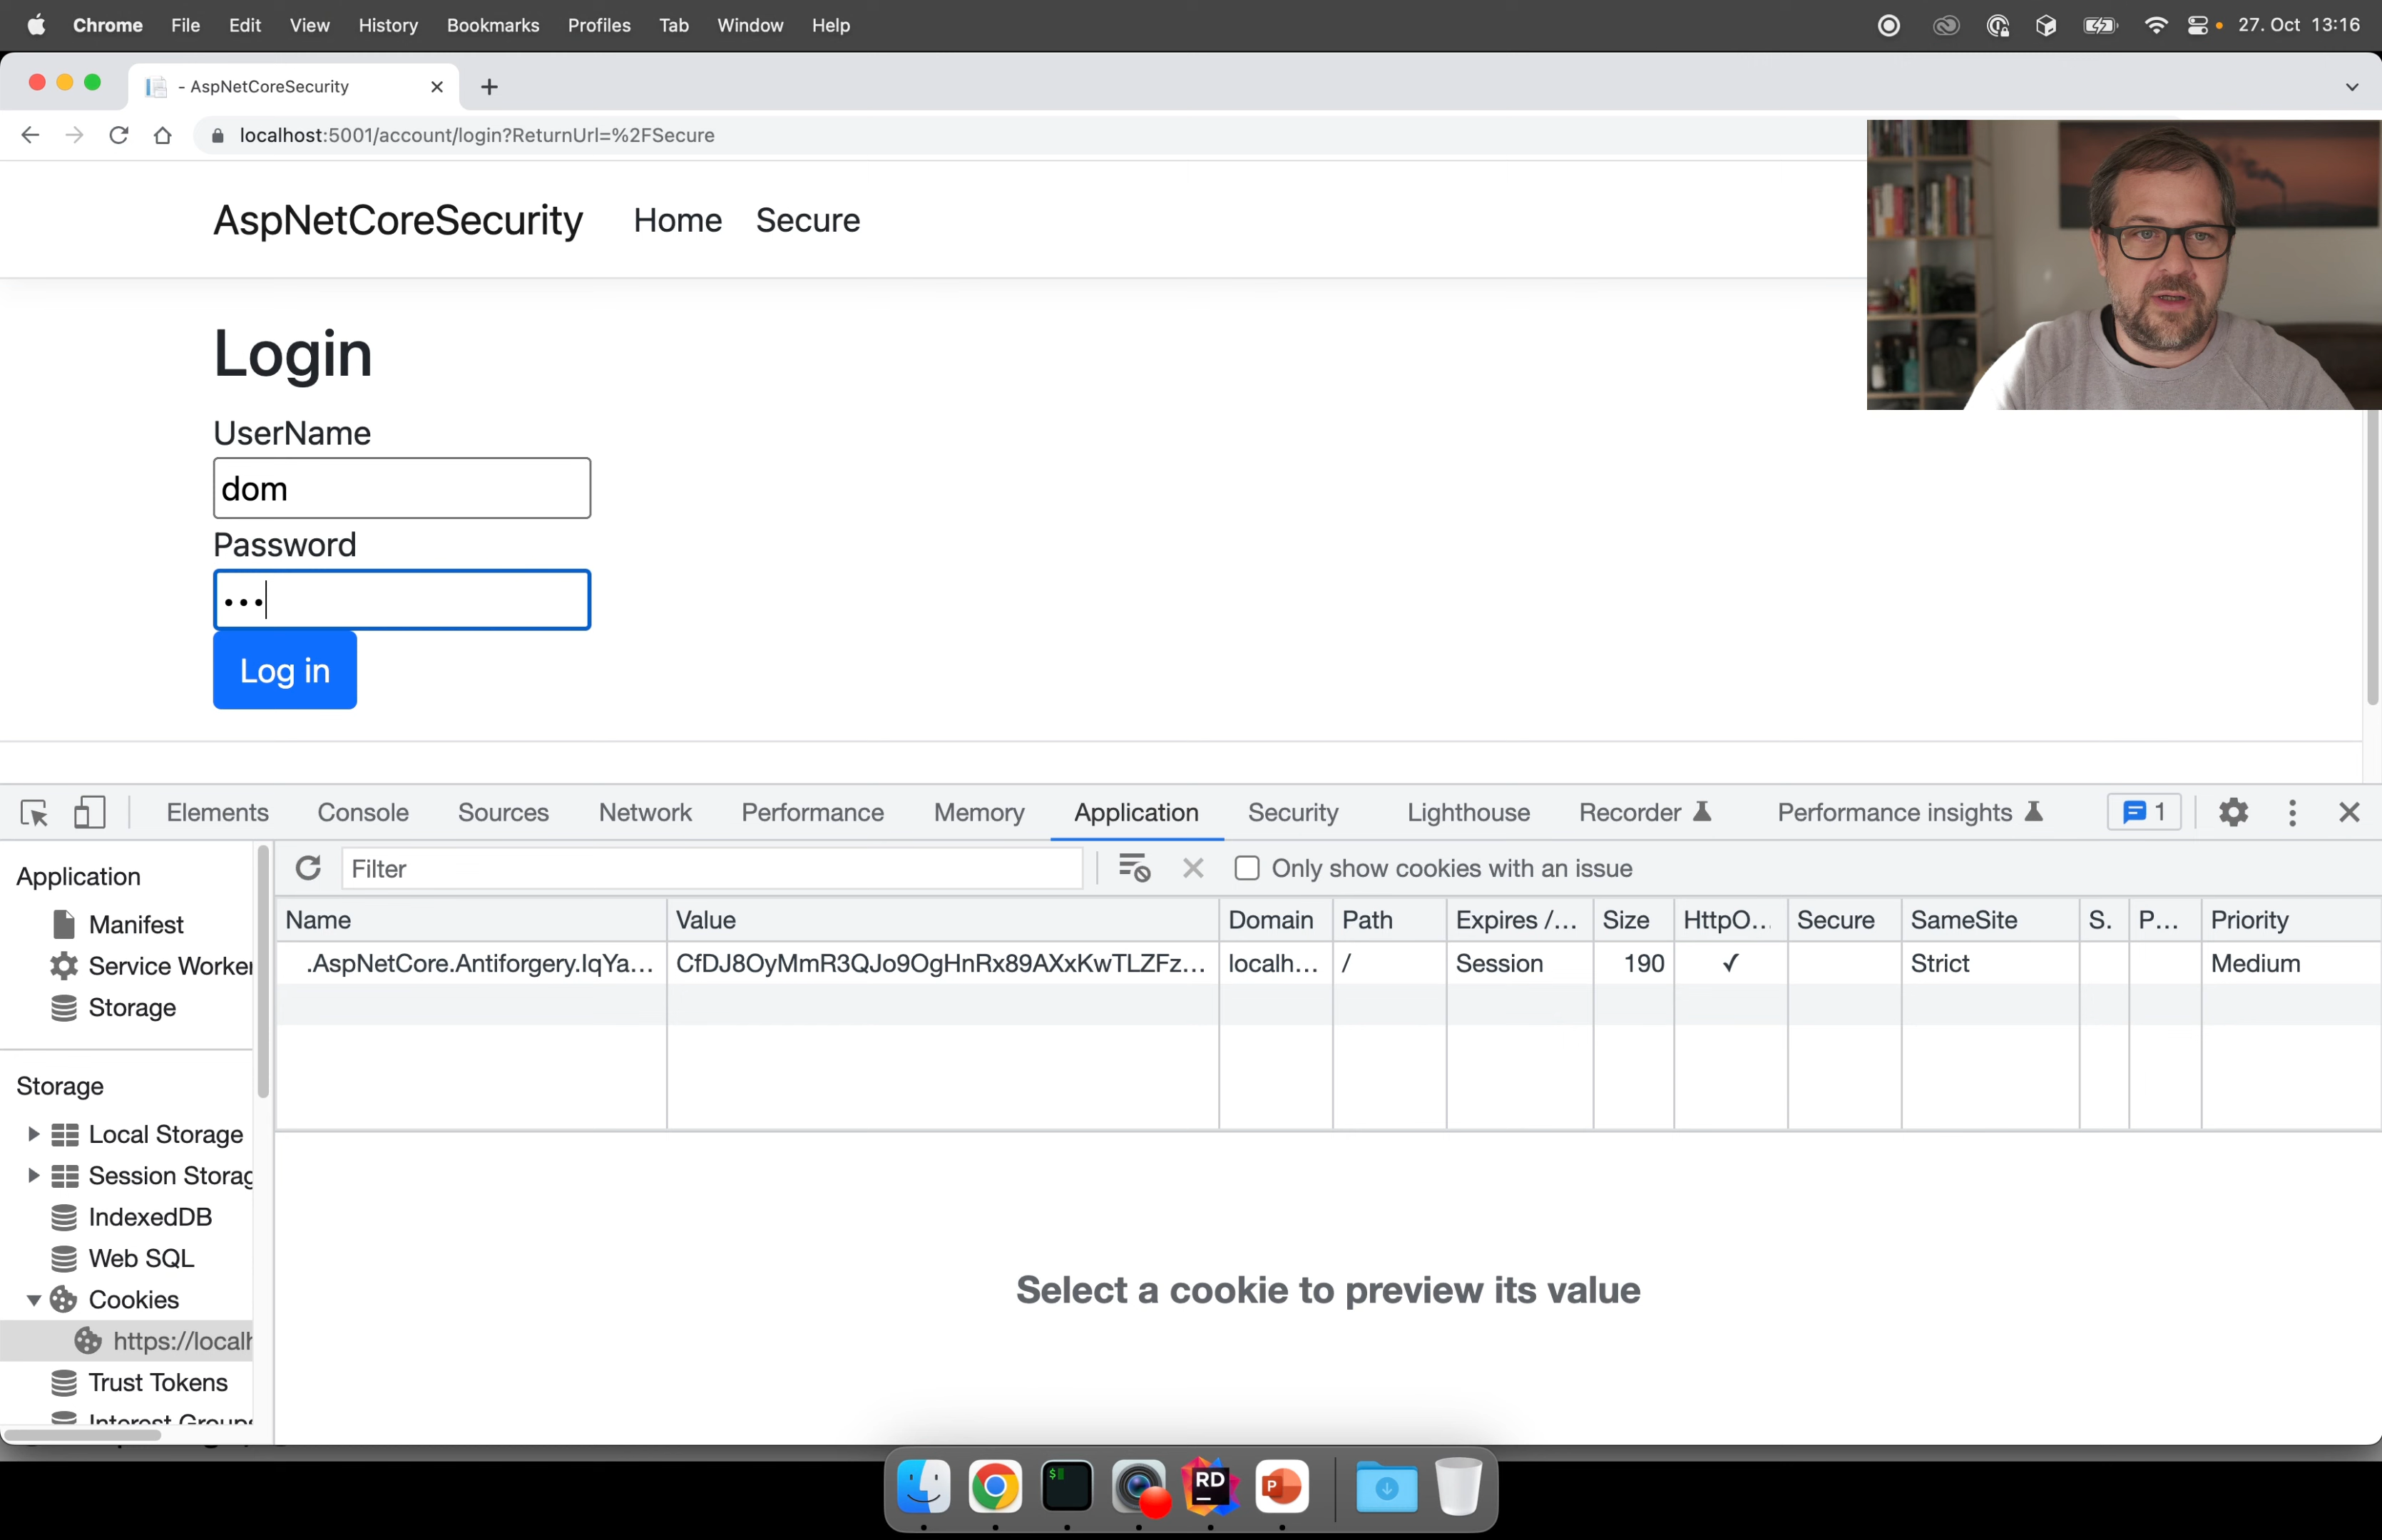 Chrome File Edit View History Bookmarks Profiles Tab Window Help 27. Oct 13:16
- AspNetCoreSecurity
localhost:5001/account/login?ReturnUrl=%2FSecure
AspNetCoreSecurity Home Secure
Login
UserName
dom
Password
•••
Log in
Elements Console Sources Network Performance Memory Application Security Lighthouse Recorder Performance insights 1
Application
Manifest
Service Worker
Storage
Storage
Local Storage
Session Storag
IndexedDB
Web SQL
Cookies
https://localh
Trust Tokens
Interest Groups
Filter Only show cookies with an issue
Name Value Domain Path Expires /... Size HttpO... Secure SameSite S. P... Priority
.AspNetCore.Antiforgery.IqYa... CfDJ8OyMmR3QJo9OgHnRx89AXxKwTLZFz... localh... / Session 190 ✓ Strict Medium
Select a cookie to preview its value
$
RD
P